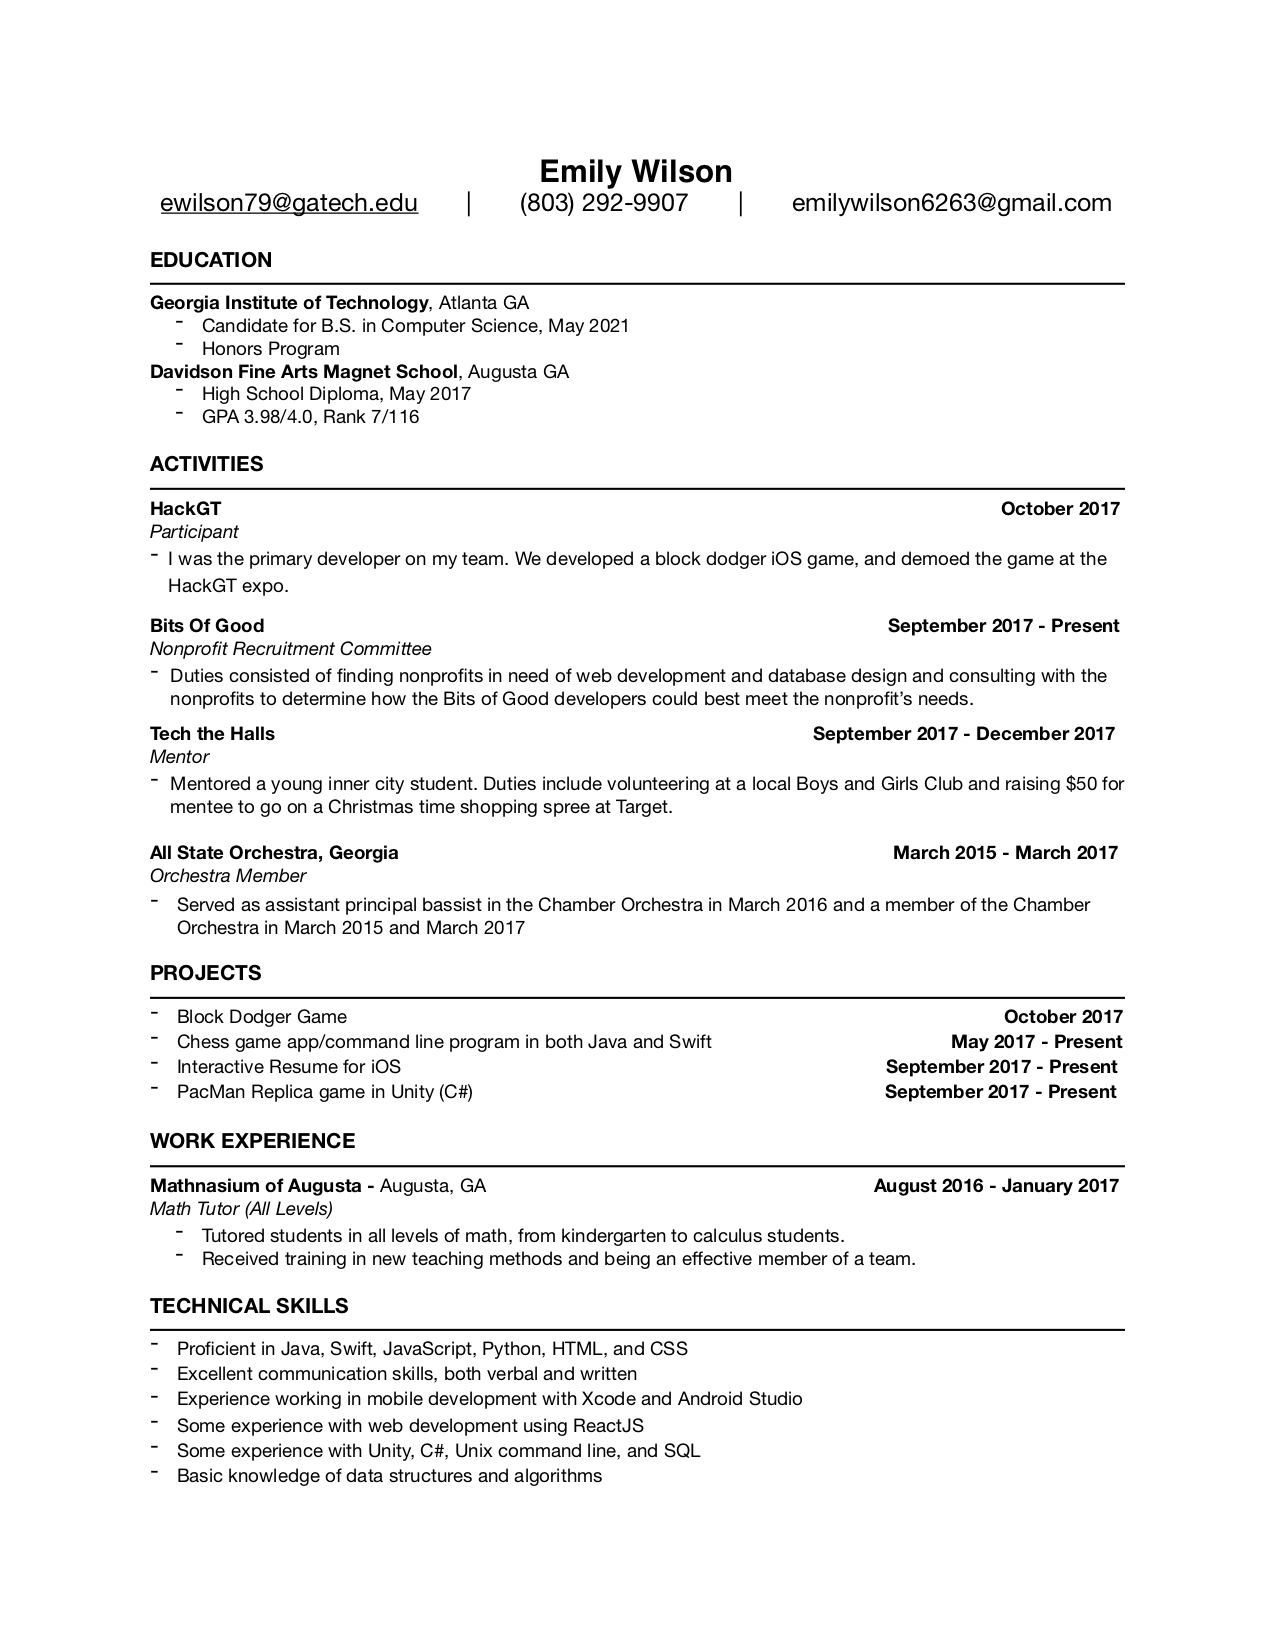 Emily Wilson
ewilson79@gatech.edu | (803) 292-9907 | emilywilson6263@gmail.com
EDUCATION
Georgia Institute of Technology, Atlanta GA
- Candidate for B.S. in Computer Science, May 2021
- Honors Program
Davidson Fine Arts Magnet School, Augusta GA
- High School Diploma, May 2017
- GPA 3.98/4.0, Rank 7/116
ACTIVITIES
HackGT October 2017
Participant
- I was the primary developer on my team. We developed a block dodger iOS game, and demoed the game at the
HackGT expo.
Bits Of Good September 2017 - Present
Nonprofit Recruitment Committee
- Duties consisted of finding nonprofits in need of web development and database design and consulting with the
nonprofits to determine how the Bits of Good developers could best meet the nonprofit’s needs.
Tech the Halls September 2017 - December 2017
Mentor
- Mentored a young inner city student. Duties include volunteering at a local Boys and Girls Club and raising $50 for
mentee to go on a Christmas time shopping spree at Target.
All State Orchestra, Georgia March 2015 - March 2017
Orchestra Member
- Served as assistant principal bassist in the Chamber Orchestra in March 2016 and a member of the Chamber
Orchestra in March 2015 and March 2017
PROJECTS
- Block Dodger Game October 2017
- Chess game app/command line program in both Java and Swift May 2017 - Present
- Interactive Resume for iOS September 2017 - Present
- PacMan Replica game in Unity (C#) September 2017 - Present
WORK EXPERIENCE
Mathnasium of Augusta - Augusta, GA August 2016 - January 2017
Math Tutor (All Levels)
- Tutored students in all levels of math, from kindergarten to calculus students.
- Received training in new teaching methods and being an effective member of a team.
TECHNICAL SKILLS
- Proficient in Java, Swift, JavaScript, Python, HTML, and CSS
- Excellent communication skills, both verbal and written
- Experience working in mobile development with Xcode and Android Studio
- Some experience with web development using ReactJS
- Some experience with Unity, C#, Unix command line, and SQL
- Basic knowledge of data structures and algorithms